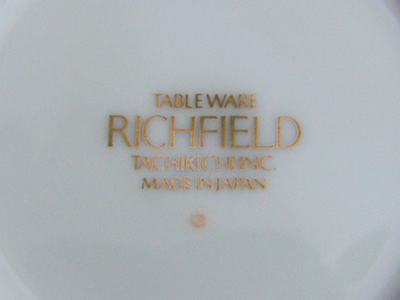 TABLE WARE
RICHFIELD
TACHIKICHI INC.
MADE IN JAPAN